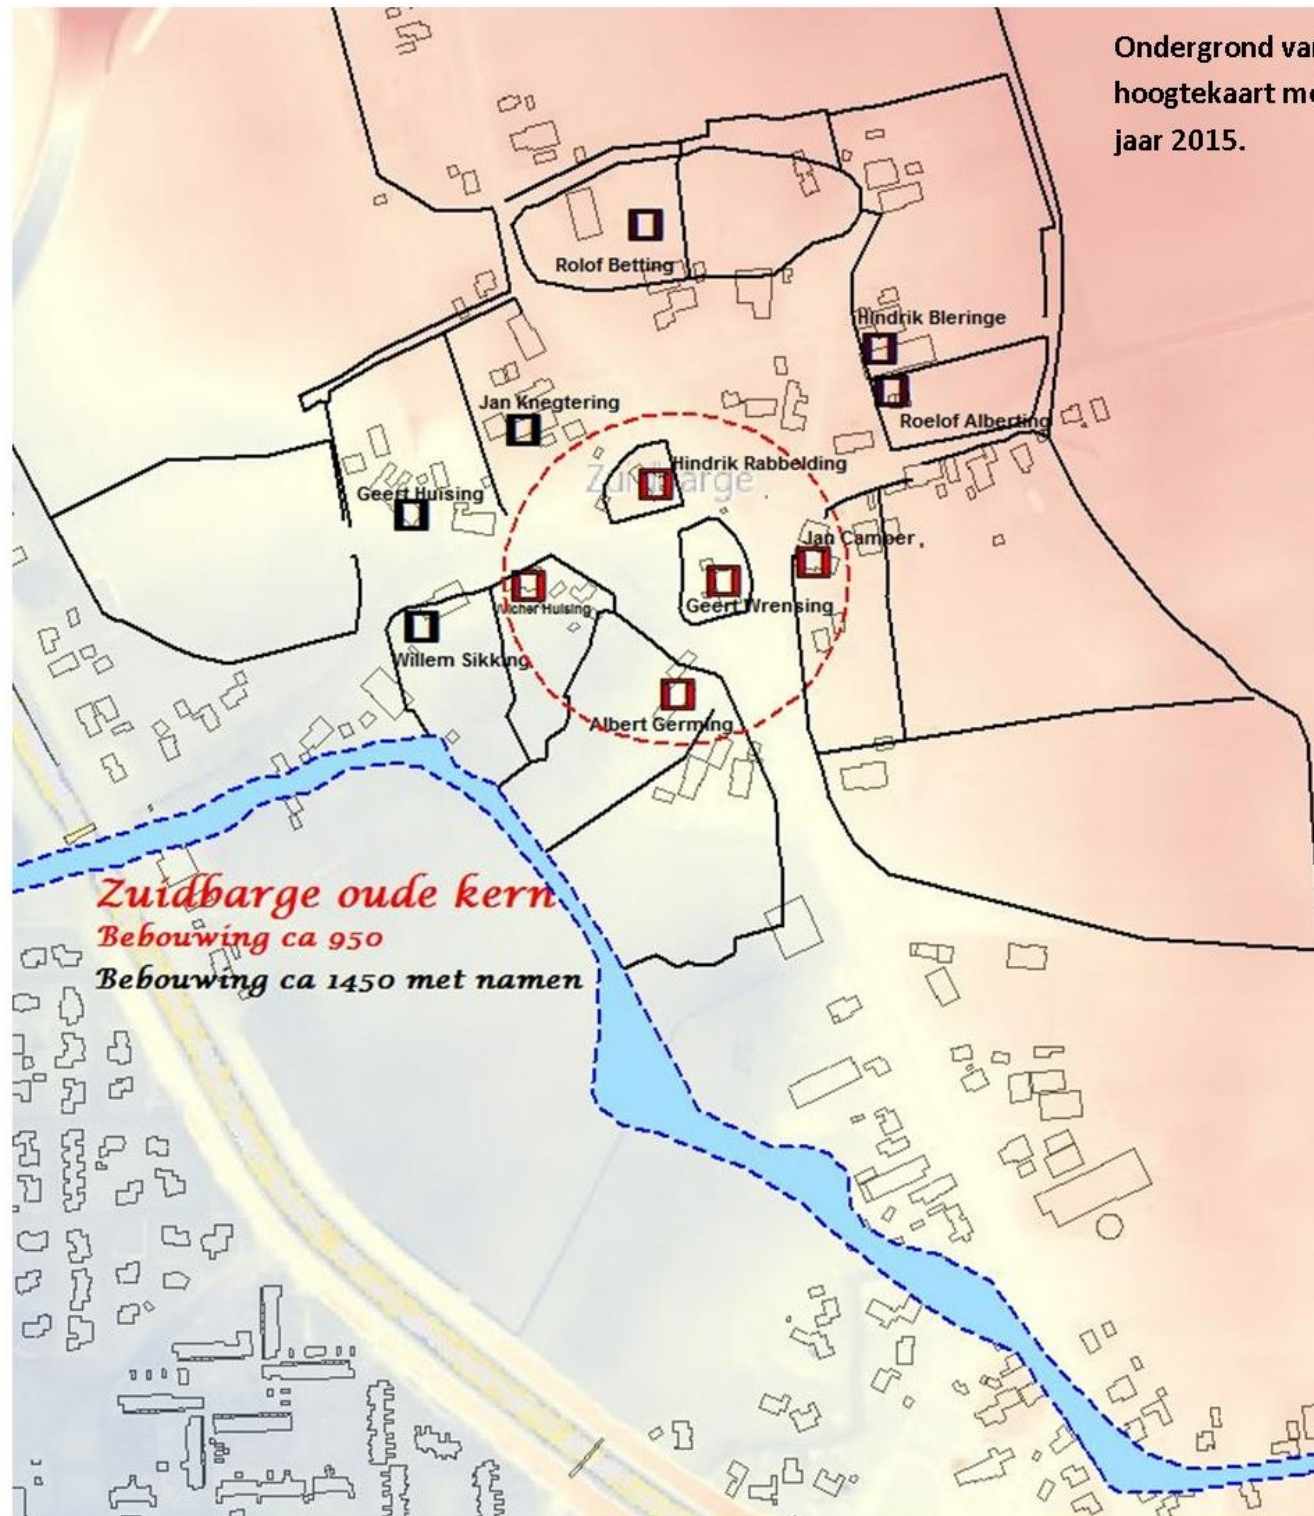 Ondergrond va
hoogtekaart m
jaar 2015.
Rolof Betting
Hindrik Bleringe
Jan Knegtering
Roelof Alberting
Hindrik Rabbelding
Zuidbarge
Geert Huising
Jan Camper
Wicher Huising
Geert Wrensing
Willem Sikking
Albert Germing
Zuidbarge oude kern
Bebouwing ca 950
Bebouwing ca 1450 met namen